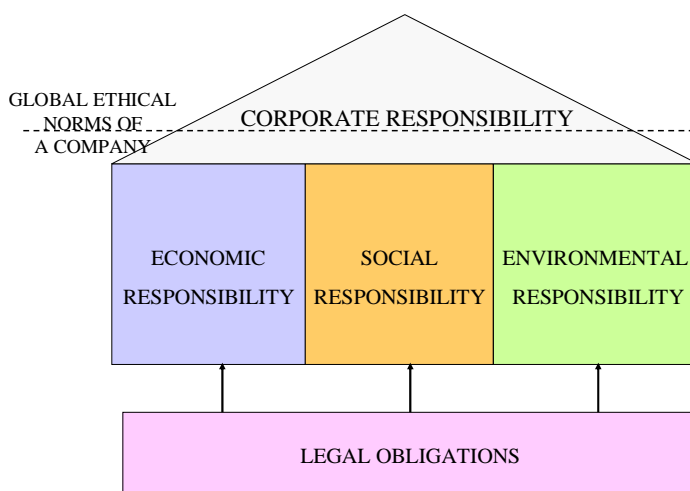 GLOBAL ETHICAL
NORMS OF
A COMPANY
CORPORATE RESPONSIBILITY
ECONOMIC
RESPONSIBILITY
SOCIAL
RESPONSIBILITY
ENVIRONMENTAL
RESPONSIBILITY
LEGAL OBLIGATIONS